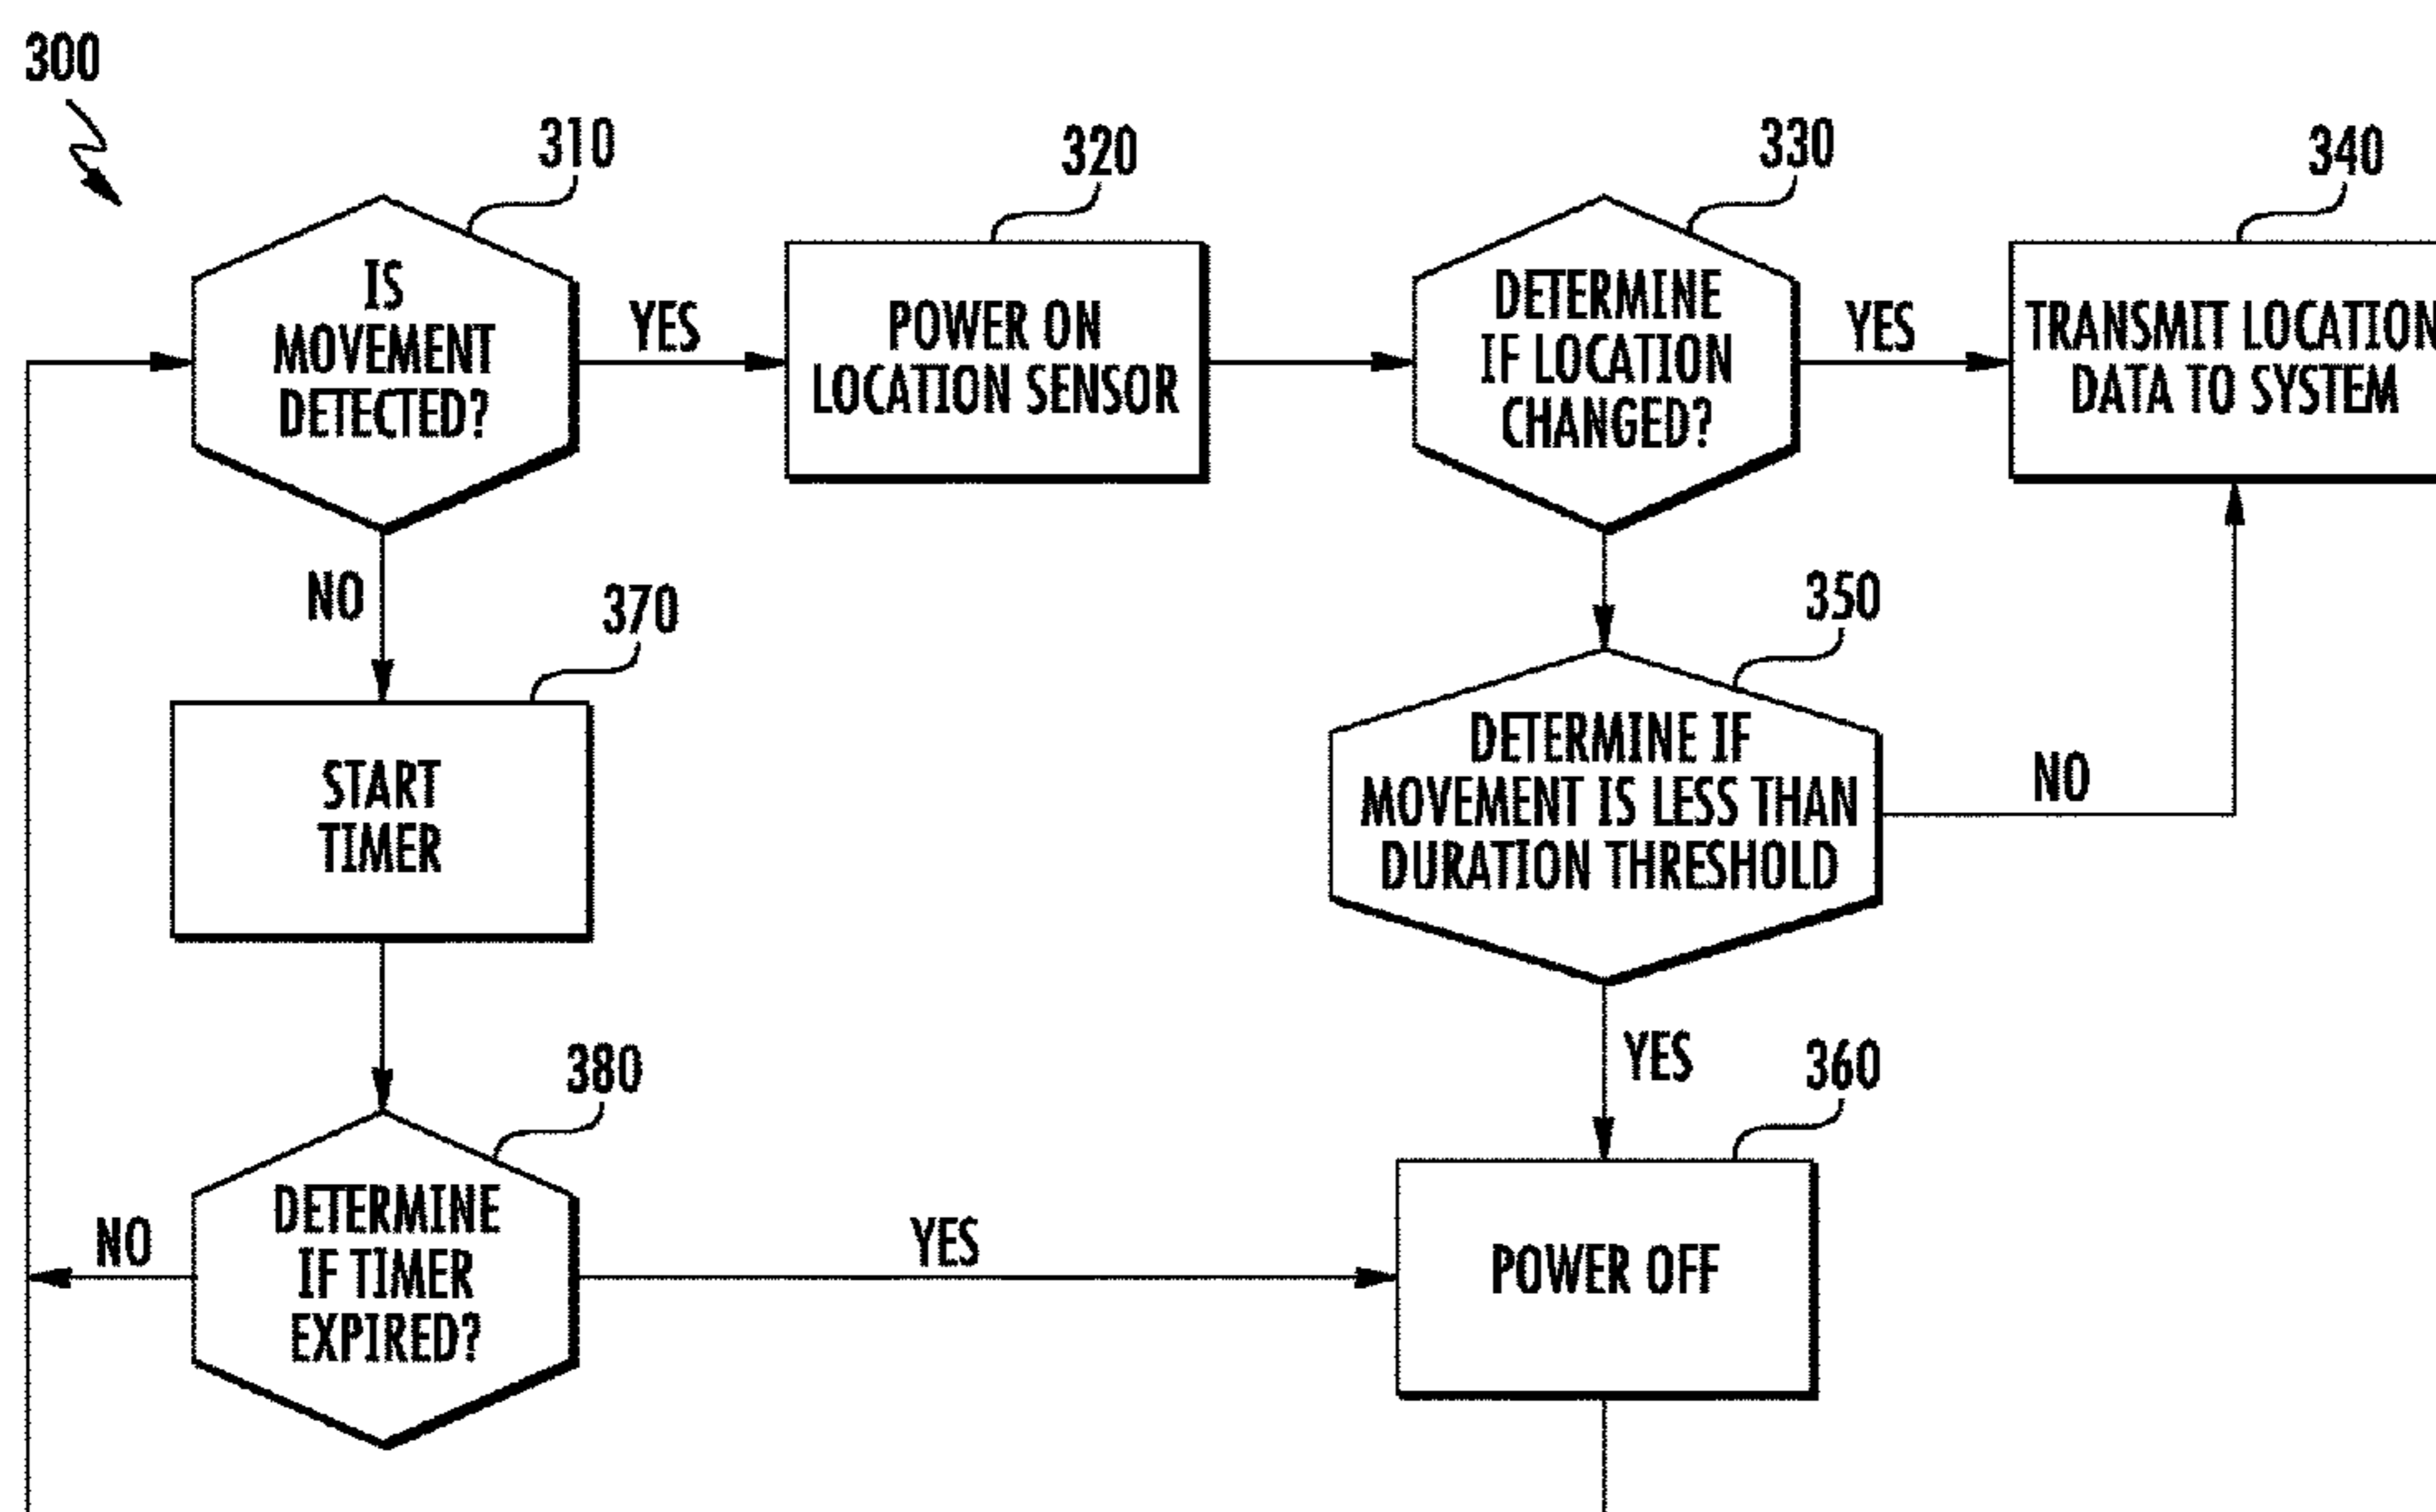 300
310
IS
MOVEMENT
DETECTED?
YES
320
POWER ON
LOCATION SENSOR
330
DETERMINE
IF LOCATION
CHANGED?
YES
340
TRANSMIT LOCATION
DATA TO SYSTEM
NO
370
START
TIMER
350
DETERMINE IF
MOVEMENT IS LESS THAN
DURATION THRESHOLD
NO
YES
380
DETERMINE
IF TIMER
EXPIRED?
NO
YES
360
POWER OFF